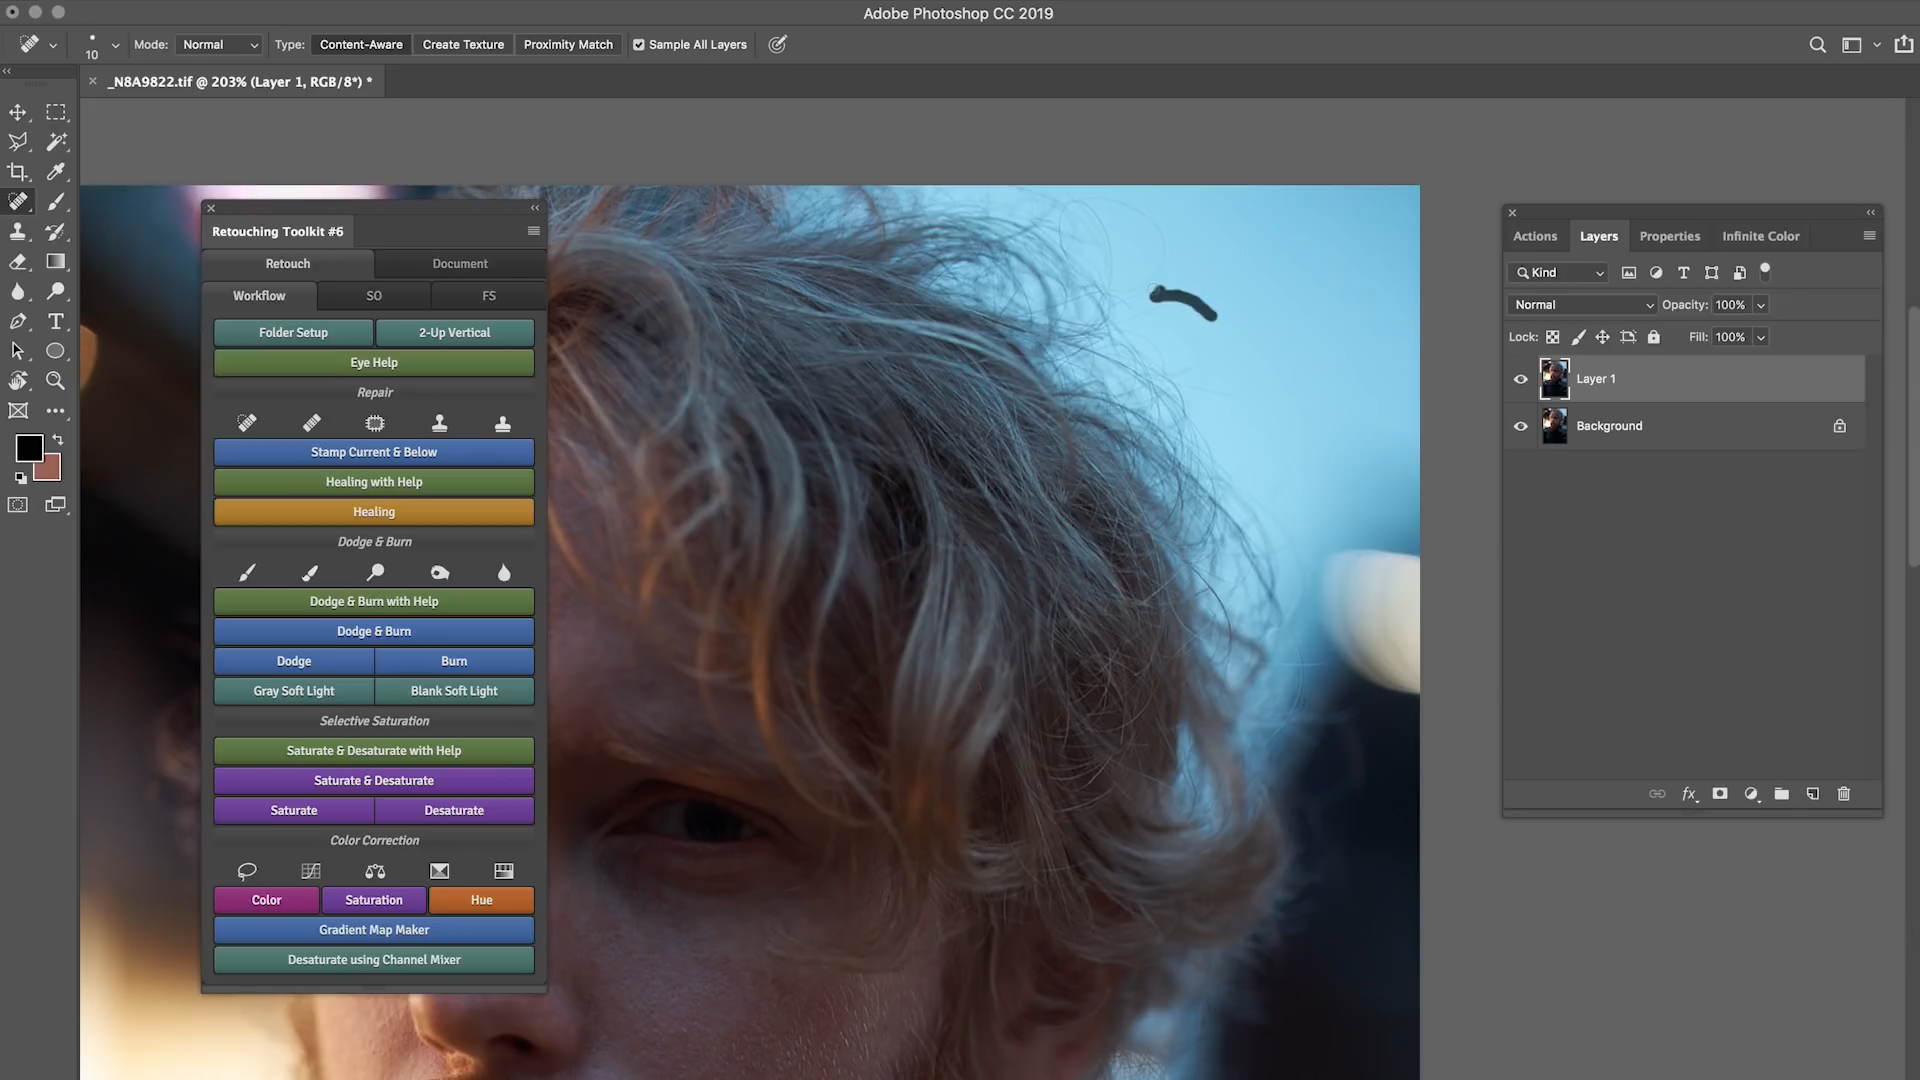 Adobe Photoshop CC 2019
10 Mode: Normal Type: Content-Aware Create Texture Proximity Match Sample All Layers
_N8A9822.tif @ 203% (Layer 1, RGB/8*) *
Retouching Toolkit #6
Retouch Document
Workflow SO FS
Folder Setup 2-Up Vertical
Eye Help
Repair
Stamp Current & Below
Healing with Help
Healing
Dodge & Burn
Dodge & Burn with Help
Dodge & Burn
Dodge Burn
Gray Soft Light Blank Soft Light
Selective Saturation
Saturate & Desaturate with Help
Saturate & Desaturate
Saturate Desaturate
Color Correction
Color Saturation Hue
Gradient Map Maker
Desaturate using Channel Mixer
Actions Layers Properties Infinite Color
Kind
Normal Opacity: 100%
Lock: Fill: 100%
Layer 1
Background
fx